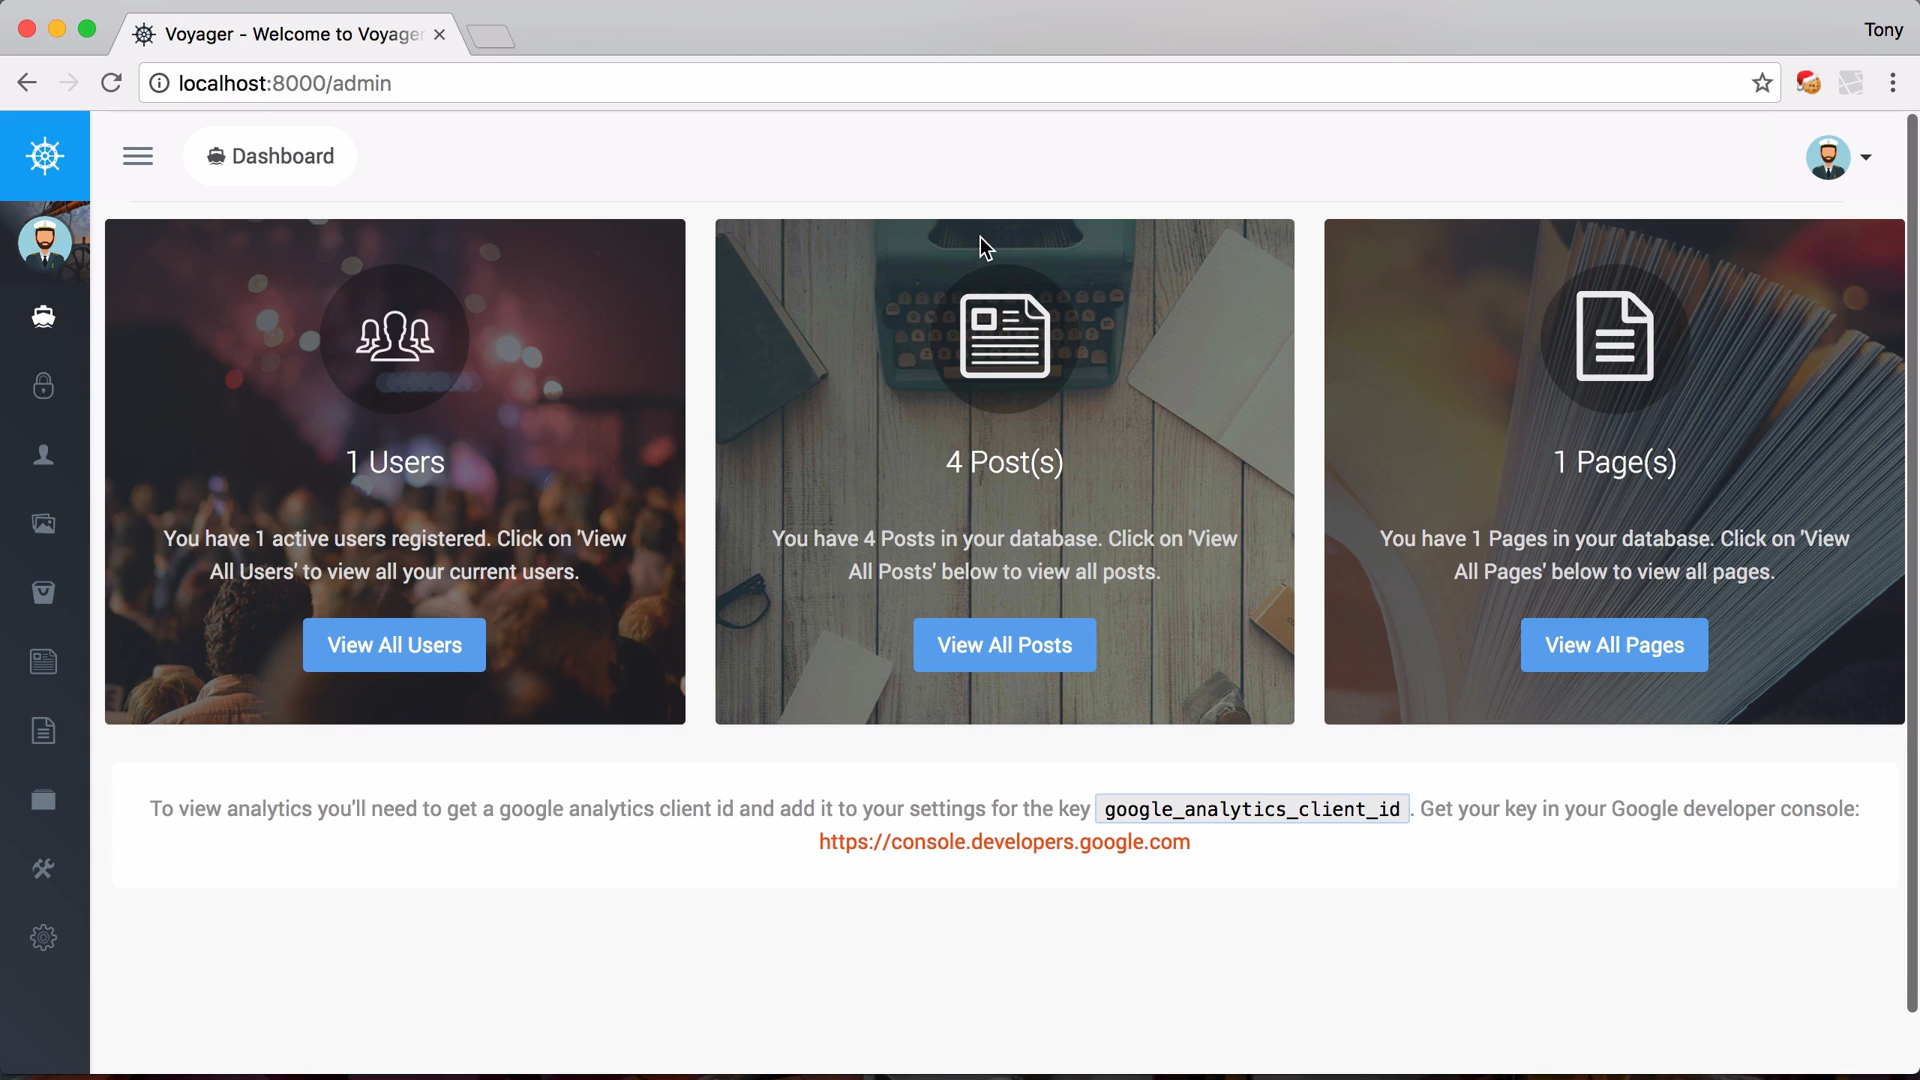 Voyager - Welcome to Voyager
Tony
localhost:8000/admin
Dashboard
1 Users
You have 1 active users registered. Click on 'View
All Users' to view all your current users.
View All Users
4 Post(s)
You have 4 Posts in your database. Click on 'View
All Posts' below to view all posts.
View All Posts
1 Page(s)
You have 1 Pages in your database. Click on 'View
All Pages' below to view all pages.
View All Pages
To view analytics you'll need to get a google analytics client id and add it to your settings for the key google_analytics_client_id. Get your key in your Google developer console:
https://console.developers.google.com